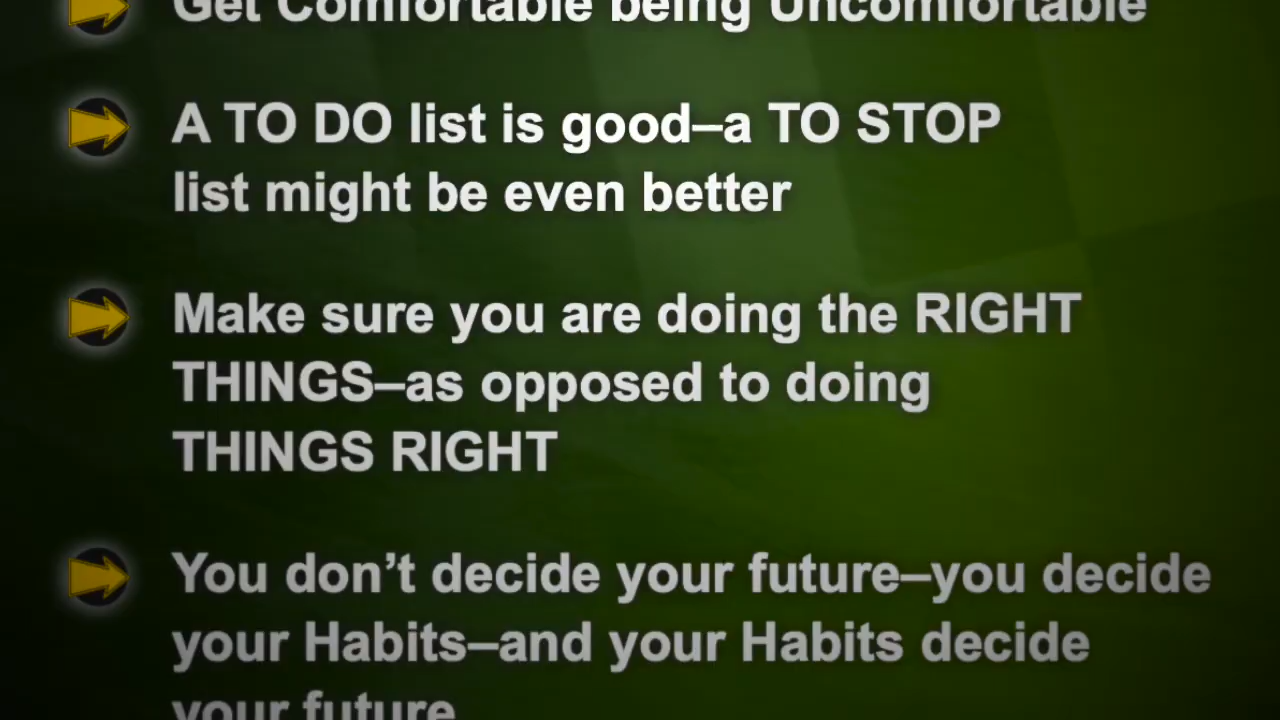 Get Comfortable being Uncomfortable
A TO DO list is good–a TO STOP
list might be even better
Make sure you are doing the RIGHT
THINGS–as opposed to doing
THINGS RIGHT
You don’t decide your future–you decide
your Habits–and your Habits decide
your future